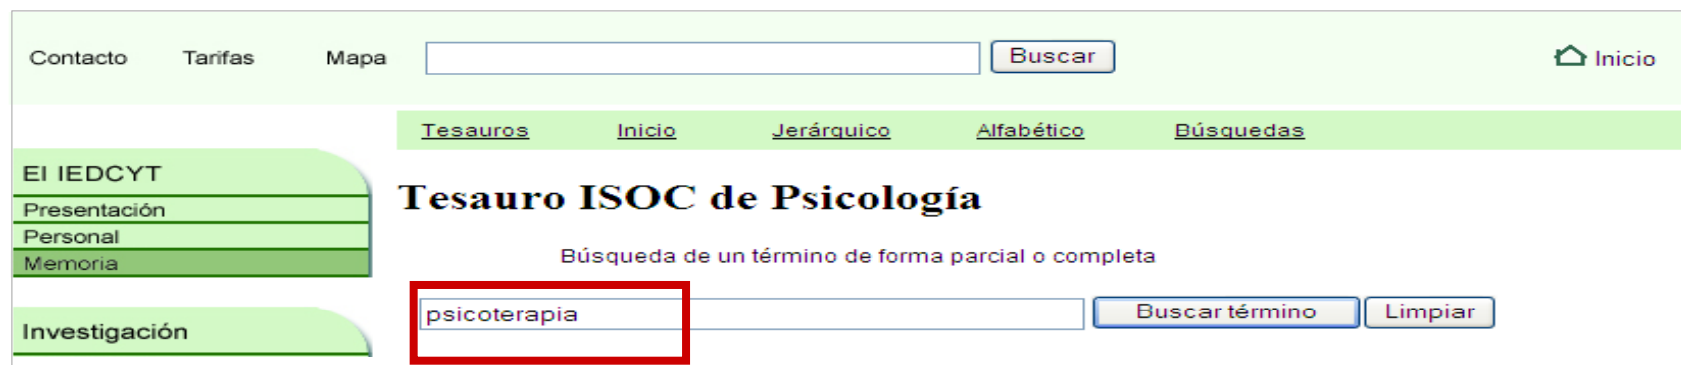 Contacto Tarifas Mapa Buscar Inicio
Tesauros Inicio Jerárquico Alfabético Búsquedas
El IEDCYT
Presentación
Personal
Memoria
Investigación
Tesauro ISOC de Psicología
Búsqueda de un término de forma parcial o completa
psicoterapia Buscar término Limpiar